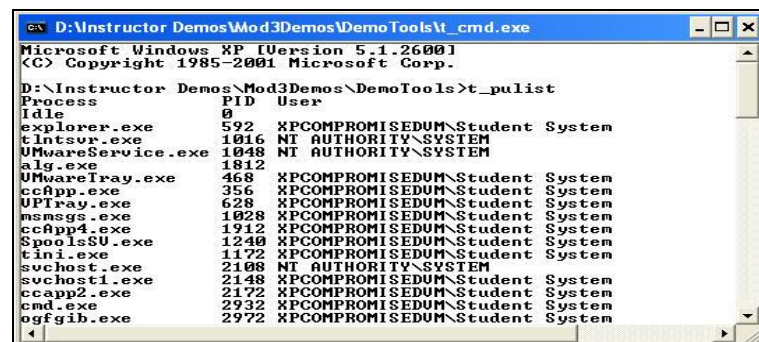 D:\Instructor Demos\Mod3Demos\DemoTools\t_cmd.exe
Microsoft Windows XP [Version 5.1.2600]
(C) Copyright 1985-2001 Microsoft Corp.
D:\Instructor Demos\Mod3Demos\DemoTools>t_pulist
Process PID User
Idle 0
explorer.exe 592 XPCOMPROMISEDVM\Student System
tlntsvr.exe 1016 NT AUTHORITY\SYSTEM
VMwareService.exe 1048 NT AUTHORITY\SYSTEM
alg.exe 1812
VMwareTray.exe 468 XPCOMPROMISEDVM\Student System
ccApp.exe 356 XPCOMPROMISEDVM\Student System
VPTray.exe 628 XPCOMPROMISEDVM\Student System
msmsgs.exe 1028 XPCOMPROMISEDVM\Student System
ccApp4.exe 1912 XPCOMPROMISEDVM\Student System
SpoolsSV.exe 1240 XPCOMPROMISEDVM\Student System
tini.exe 1172 XPCOMPROMISEDVM\Student System
svchost.exe 2108 NT AUTHORITY\SYSTEM
svchost1.exe 2148 XPCOMPROMISEDVM\Student System
ccapp2.exe 2172 XPCOMPROMISEDVM\Student System
cmd.exe 2932 XPCOMPROMISEDVM\Student System
ogfgib.exe 2972 XPCOMPROMISEDVM\Student System